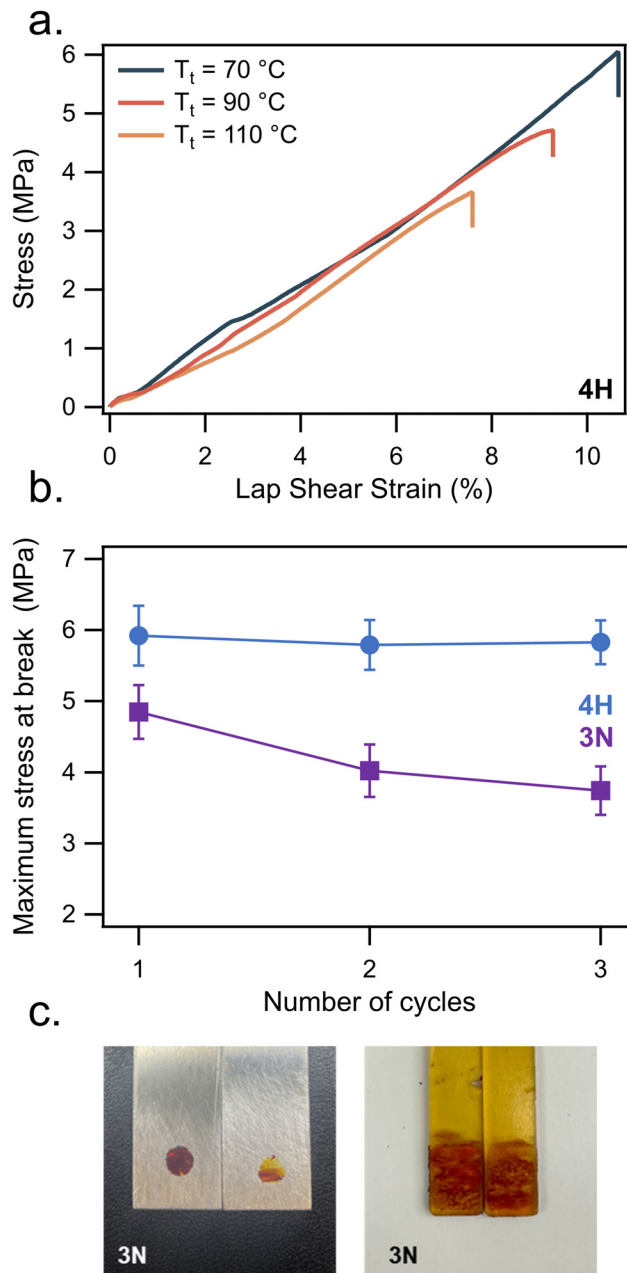 a.
6
5
4
3
2
1
0
Stress (MPa)
T_t = 70 °C
T_t = 90 °C
T_t = 110 °C
4H
0 2 4 6 8 10
Lap Shear Strain (%)
b.
7
6
5
4
3
2
Maximum stress at break (MPa)
4H
3N
1 2 3
Number of cycles
c.
3N
3N